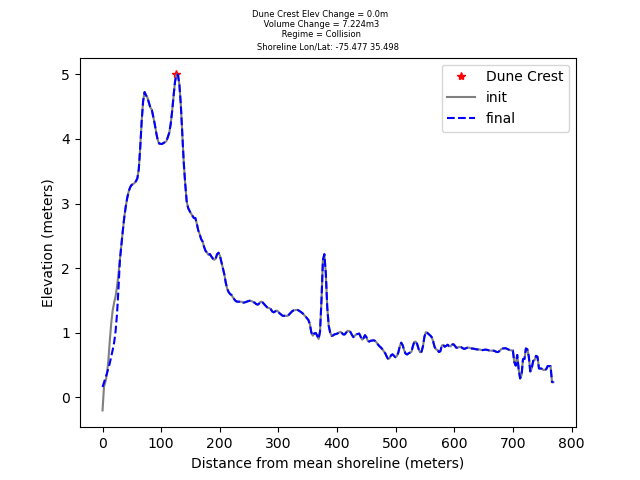 Dune Crest Elev Change = 0.0m
Volume Change = 7.224m3
Regime = Collision
Shoreline Lon/Lat: -75.477 35.498
Dune Crest
init
final
Elevation (meters)
5
4
3
2
1
0
0 100 200 300 400 500 600 700 800
Distance from mean shoreline (meters)